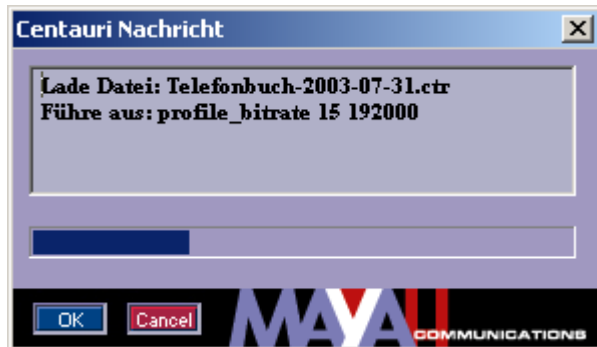 Centauri Nachricht
Lade Datei: Telefonbuch-2003-07-31.ctr
Führe aus: profile_bitrate 15 192000
OK Cancel
MAYAH
COMMUNICATIONS